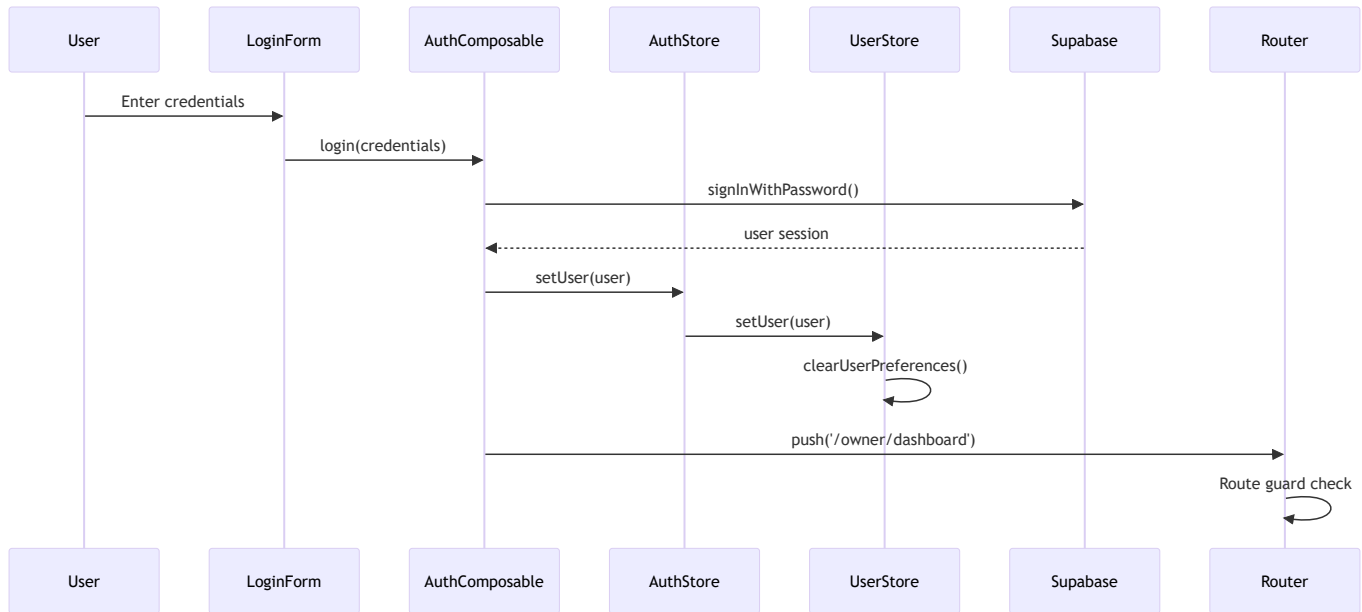 User
LoginForm
AuthComposable
AuthStore
UserStore
Supabase
Router
Enter credentials
login(credentials)
signInWithPassword()
user session
setUser(user)
setUser(user)
clearUserPreferences()
push('/owner/dashboard')
Route guard check
User
LoginForm
AuthComposable
AuthStore
UserStore
Supabase
Router